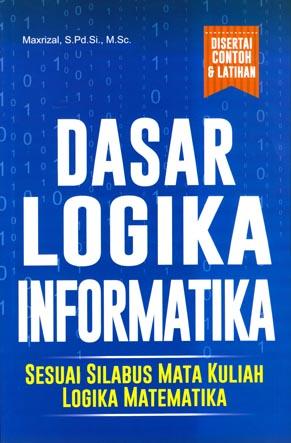 Maxrizal, S.Pd.Si., M.Sc.
DISERTAI
CONTOH
& LATIHAN
DASAR
LOGIKA
INFORMATIKA
SESUAI SILABUS MATA KULIAH
LOGIKA MATEMATIKA